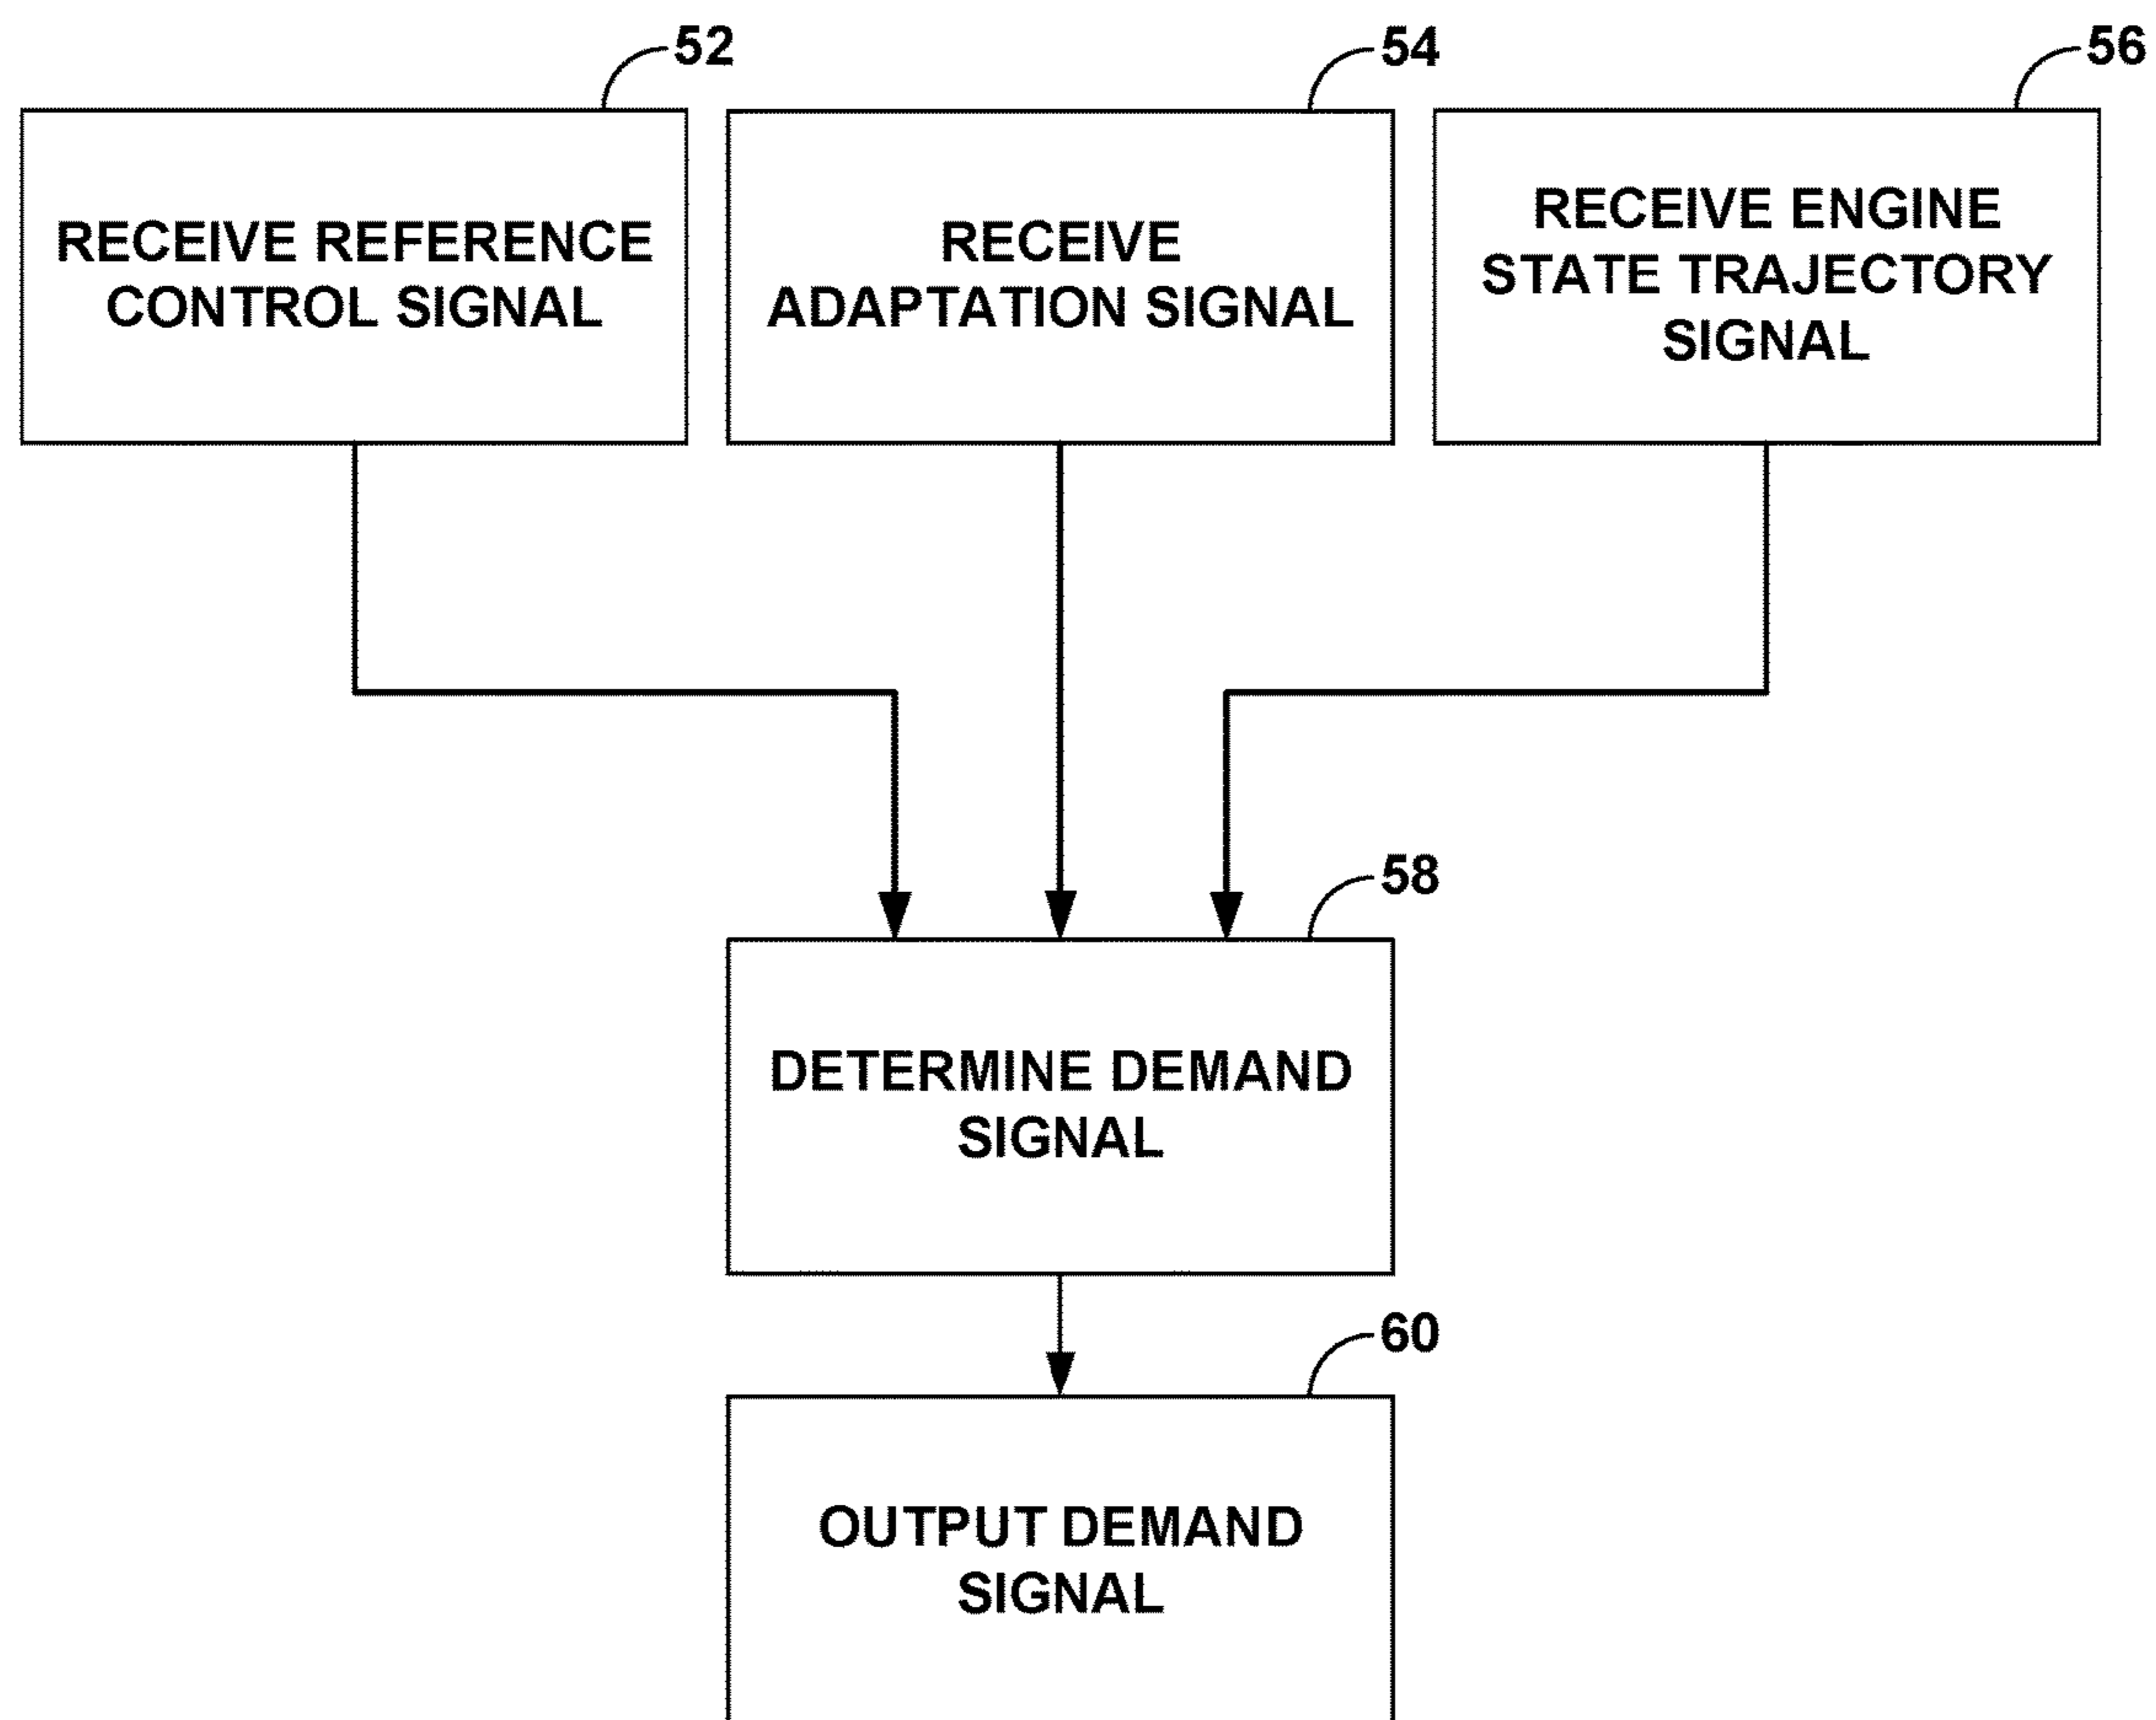 52
54
56
RECEIVE REFERENCE
CONTROL SIGNAL
RECEIVE
ADAPTATION SIGNAL
RECEIVE ENGINE
STATE TRAJECTORY
SIGNAL
58
DETERMINE DEMAND
SIGNAL
60
OUTPUT DEMAND
SIGNAL